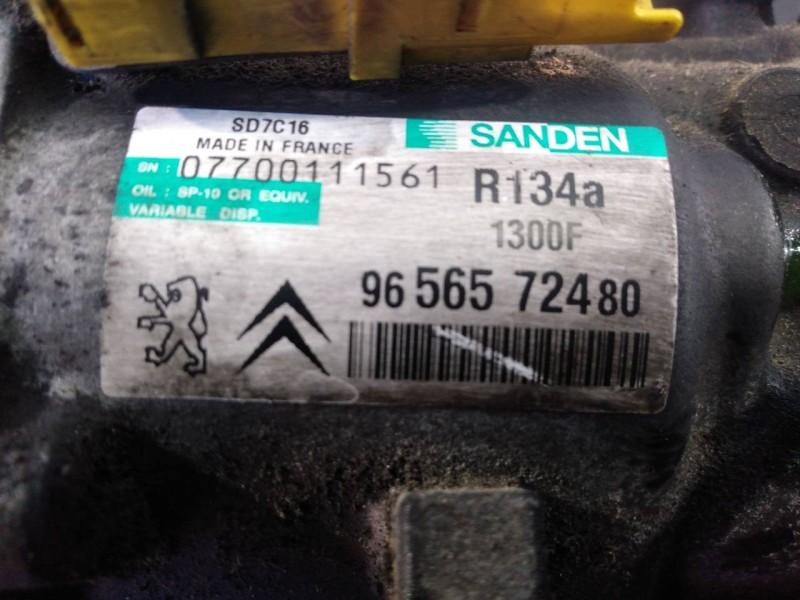 SD7C16
MADE IN FRANCE
SANDEN
SN : 07700111561
R134a
OIL : SP-10 OR EQUIV.
VARIABLE DISP.
1300F
96 565 724 80